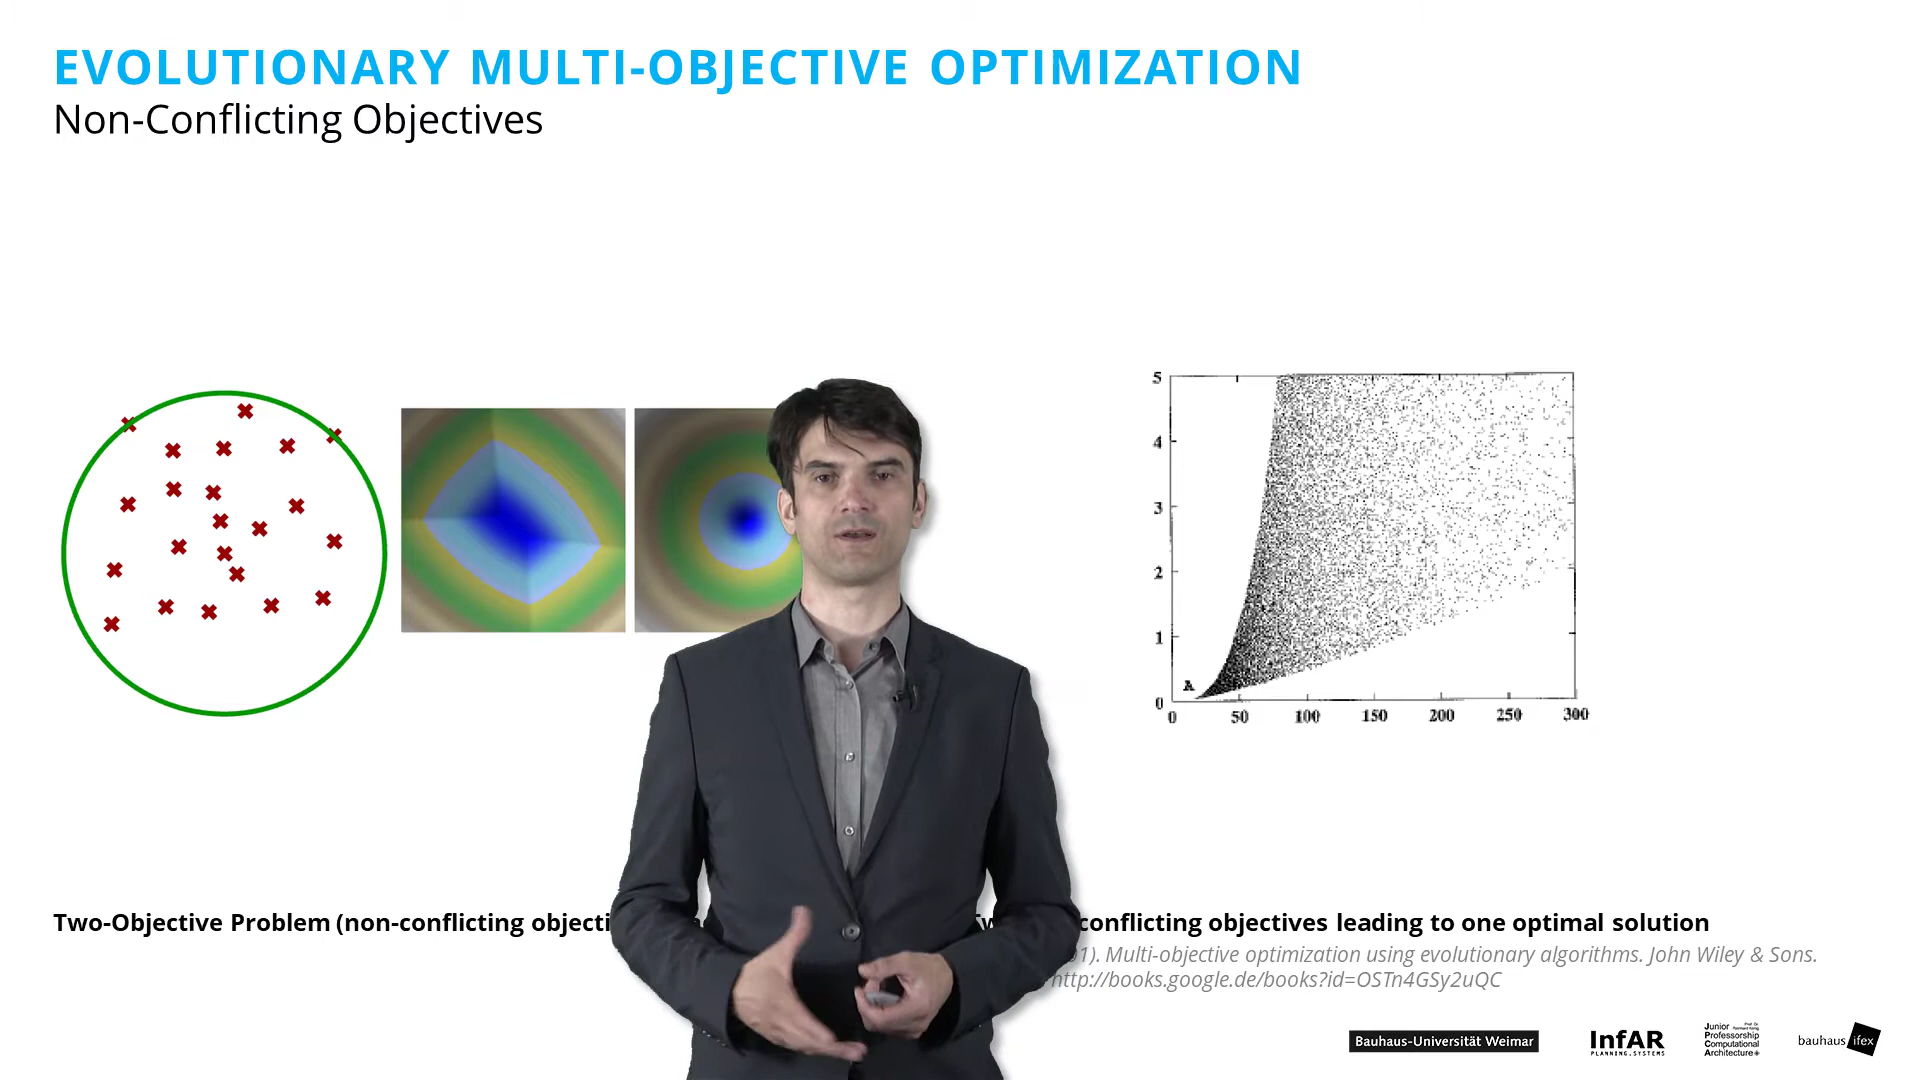 EVOLUTIONARY MULTI-OBJECTIVE OPTIMIZATION
Non-Conflicting Objectives
5
4
3
2
1
0
A
0 50 100 150 200 250 300
Two-Objective Problem (non-conflicting
conflicting objectives leading to one optimal solution
Multi-objective optimization using evolutionary algorithms. John Wiley & Sons.
http://books.google.de/books?id=OSTn4GSy2uQC
Bauhaus-Universität Weimar
InfAR
PLANNING.SYSTEMS
Junior
Professorship
Computational
Architecture+
bauhaus ifex